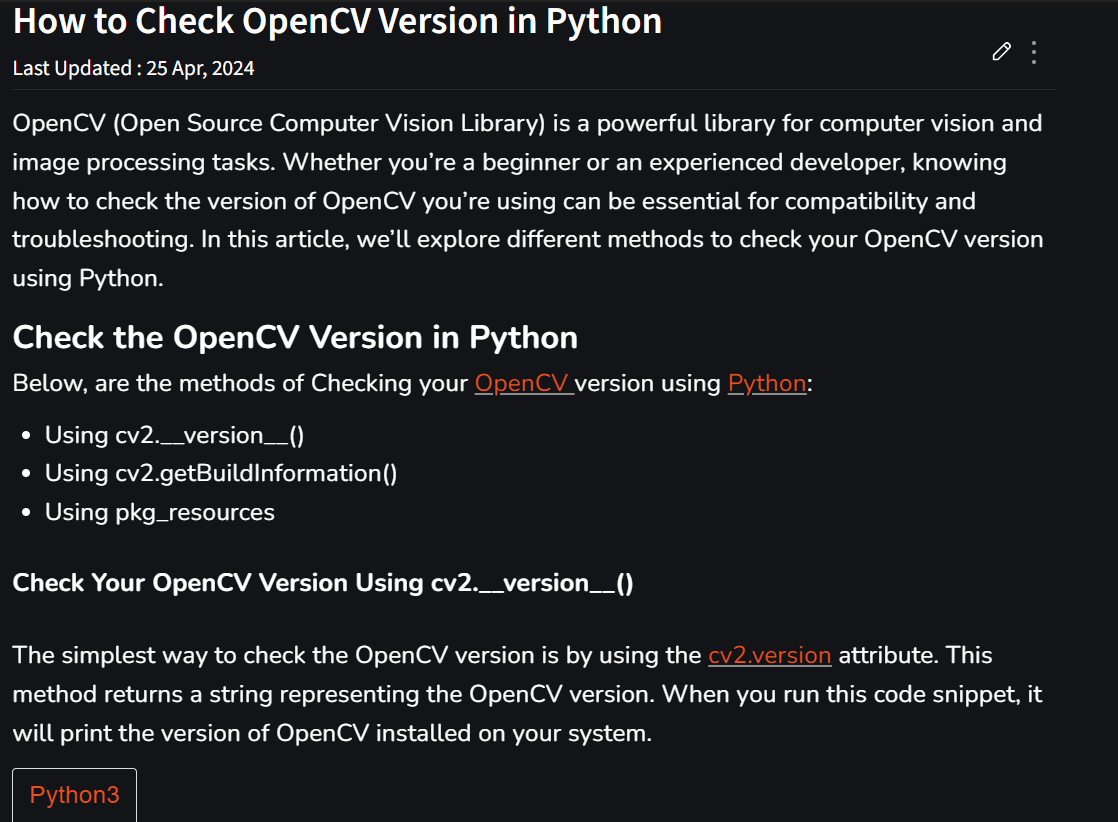 How to Check OpenCV Version in Python
Last Updated : 25 Apr, 2024
OpenCV (Open Source Computer Vision Library) is a powerful library for computer vision and
image processing tasks. Whether you’re a beginner or an experienced developer, knowing
how to check the version of OpenCV you’re using can be essential for compatibility and
troubleshooting. In this article, we’ll explore different methods to check your OpenCV version
using Python.
Check the OpenCV Version in Python
Below, are the methods of Checking your OpenCV version using Python:
• Using cv2.__version__()
• Using cv2.getBuildInformation()
• Using pkg_resources
Check Your OpenCV Version Using cv2.__version__()
The simplest way to check the OpenCV version is by using the cv2.version attribute. This
method returns a string representing the OpenCV version. When you run this code snippet, it
will print the version of OpenCV installed on your system.
Python3